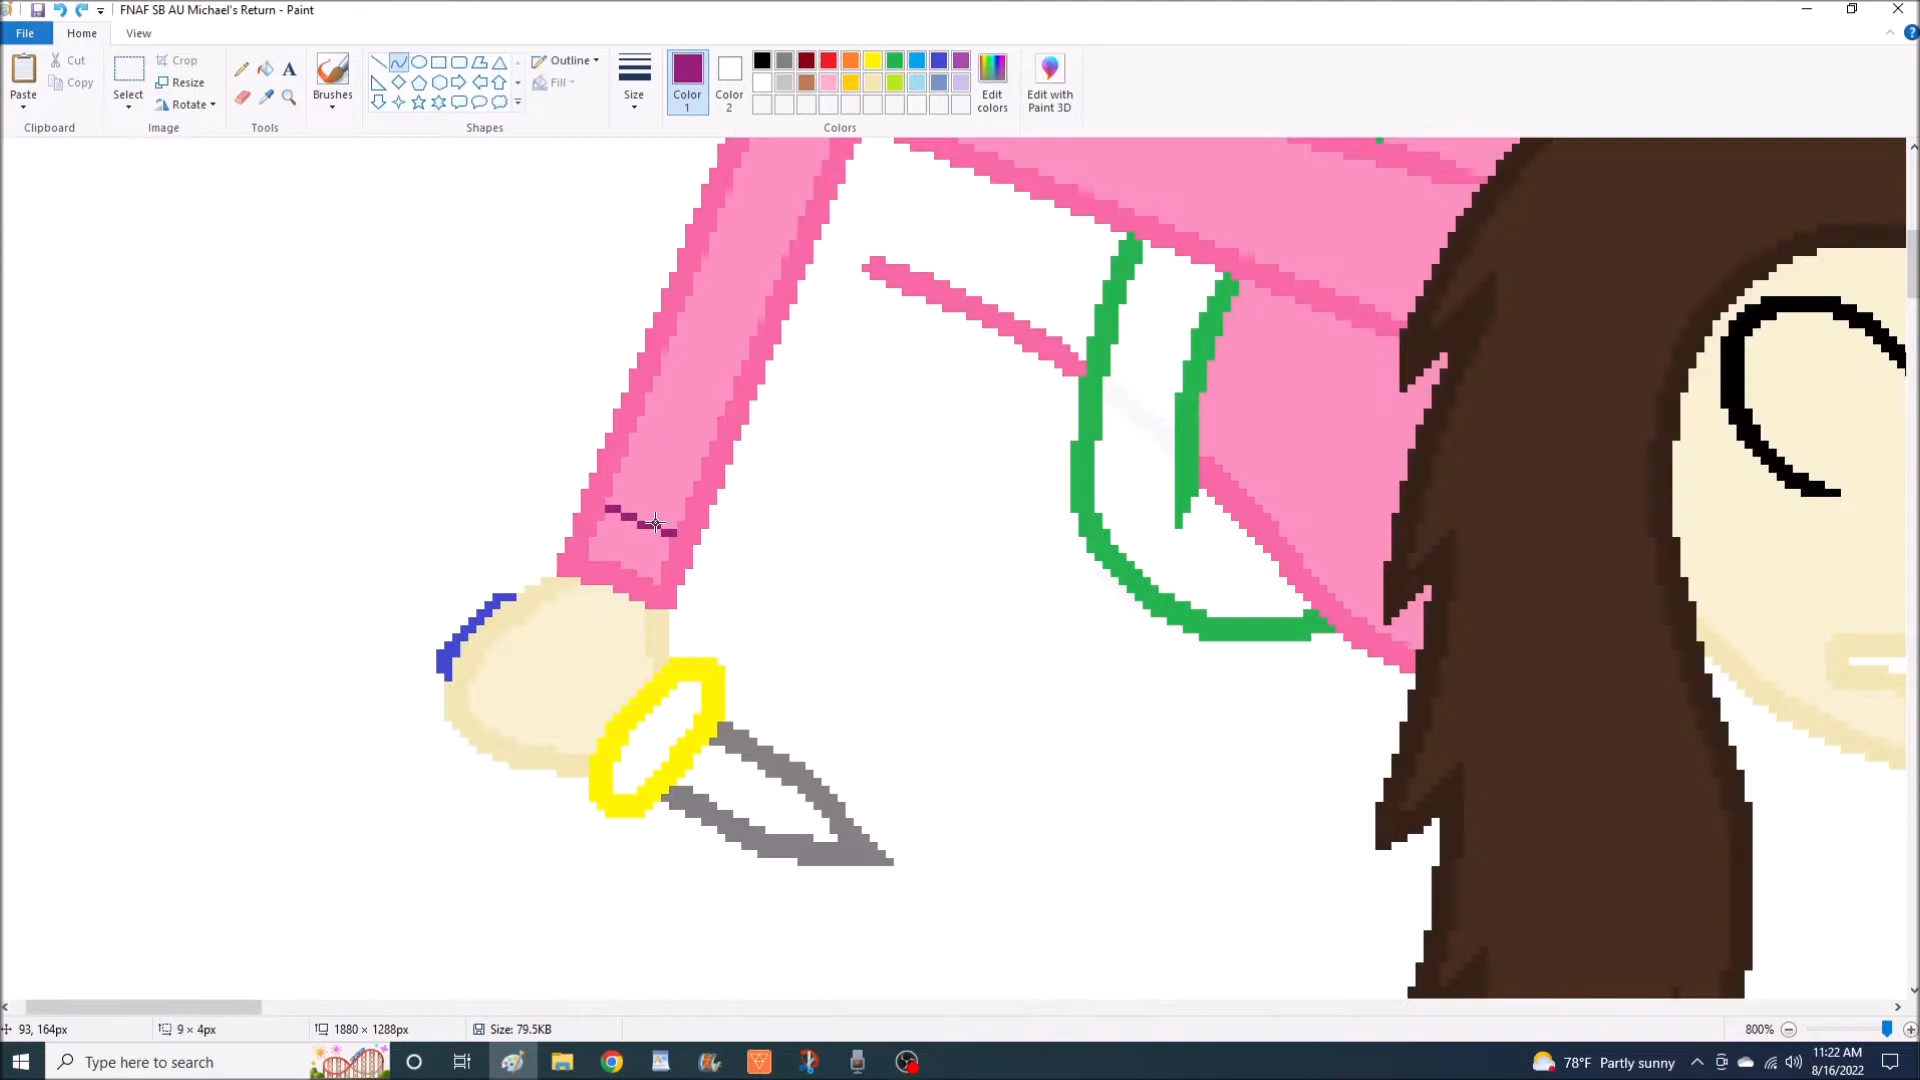 FNAF SB AU Michael's Return - Paint
File Home View
Paste Cut Copy Clipboard
Select Crop Resize Rotate Image
Tools
Brushes
Shapes
Outline Fill
Size
Color 1 Color 2
Colors
Edit colors
Edit with Paint 3D
93, 164px 9 × 4px 1880 × 1288px Size: 79.5KB 800%
Type here to search
78°F Partly sunny
11:22 AM
8/16/2022